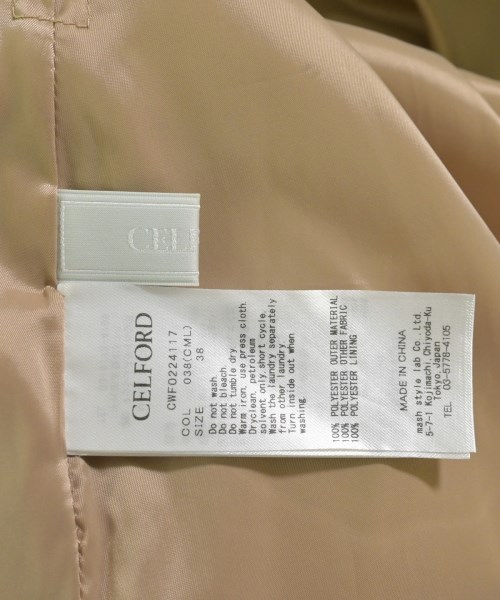 CELF
CELFORD
CWF0224117
COL 038(CML)
SIZE 38
Do not wash
Do not bleach.
Do not tumble dry
Warm iron, use press cloth
Dryclean, petroleum
solvent only, short cycle.
Wash the laundry separately
from other laundry.
Turn inside out when
washing.
100% POLYESTER OUTER MATERIAL
100% POLYESTER OTHER FABRIC
100% POLYESTER LINING
MADE IN CHINA
mash style lab Co., Ltd.
5-7-1 Kojimachi, Chiyoda-Ku
Tokyo, Japan
TEL 03-5778-4105